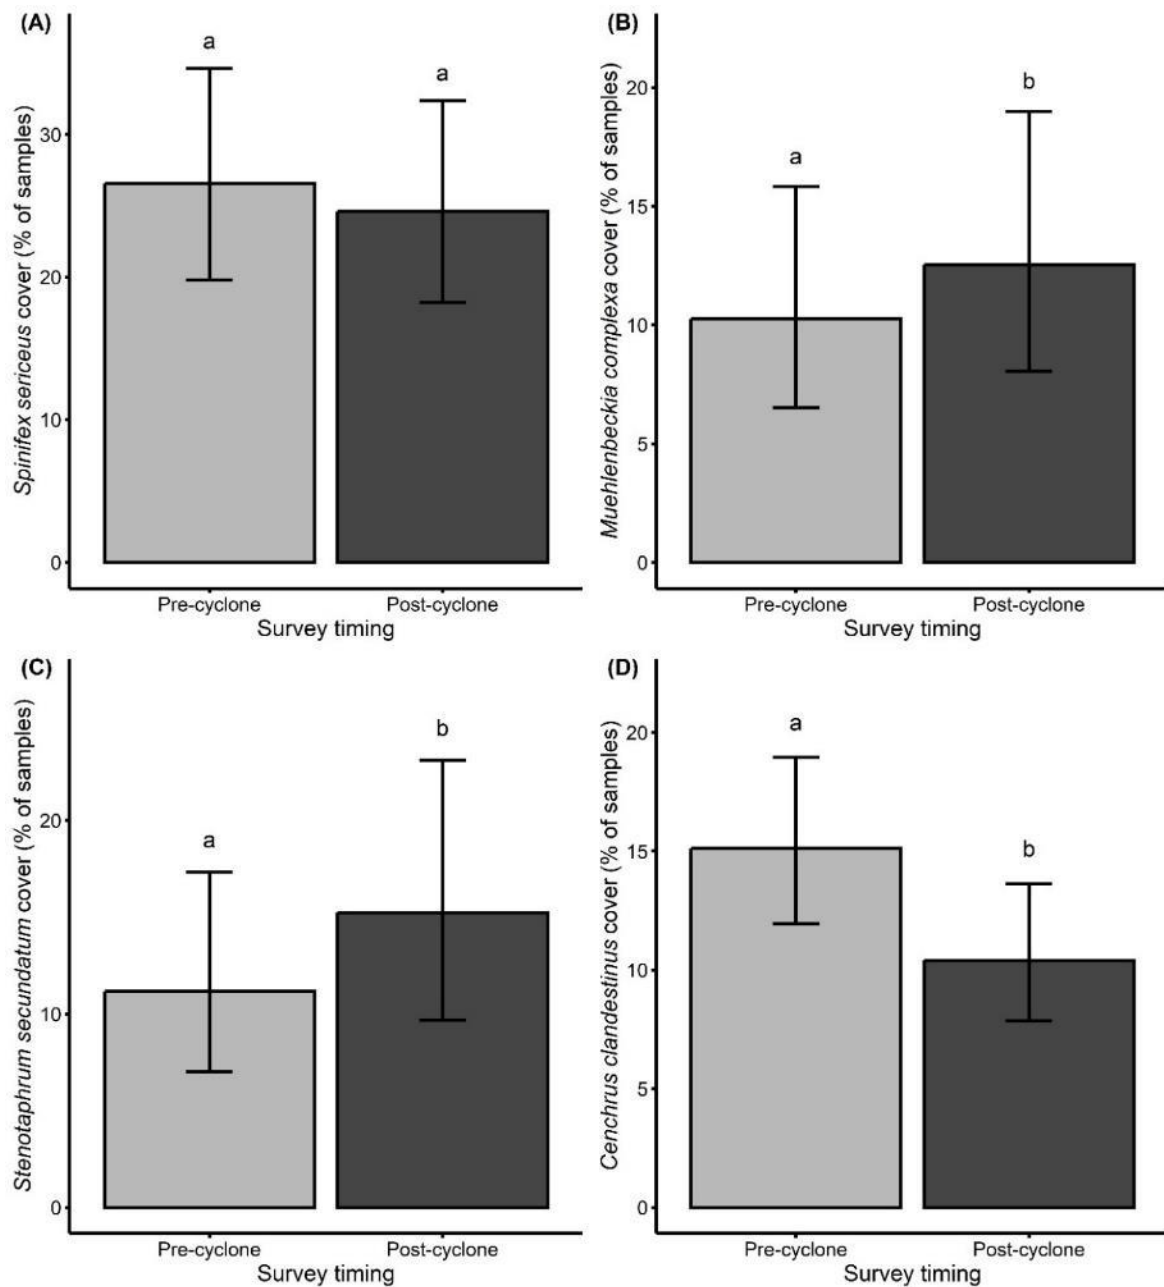 (A)
Spinifex sericeus cover (% of samples)
30
20
10
0
a
a
Pre-cyclone
Post-cyclone
Survey timing
(B)
Muehlenbeckia complexa cover (% of samples)
20
15
10
5
0
a
b
Pre-cyclone
Post-cyclone
Survey timing
(C)
Stenotaphrum secundatum cover (% of samples)
20
10
0
a
b
Pre-cyclone
Post-cyclone
Survey timing
(D)
Cenchrus clandestinus cover (% of samples)
20
15
10
5
0
a
b
Pre-cyclone
Post-cyclone
Survey timing